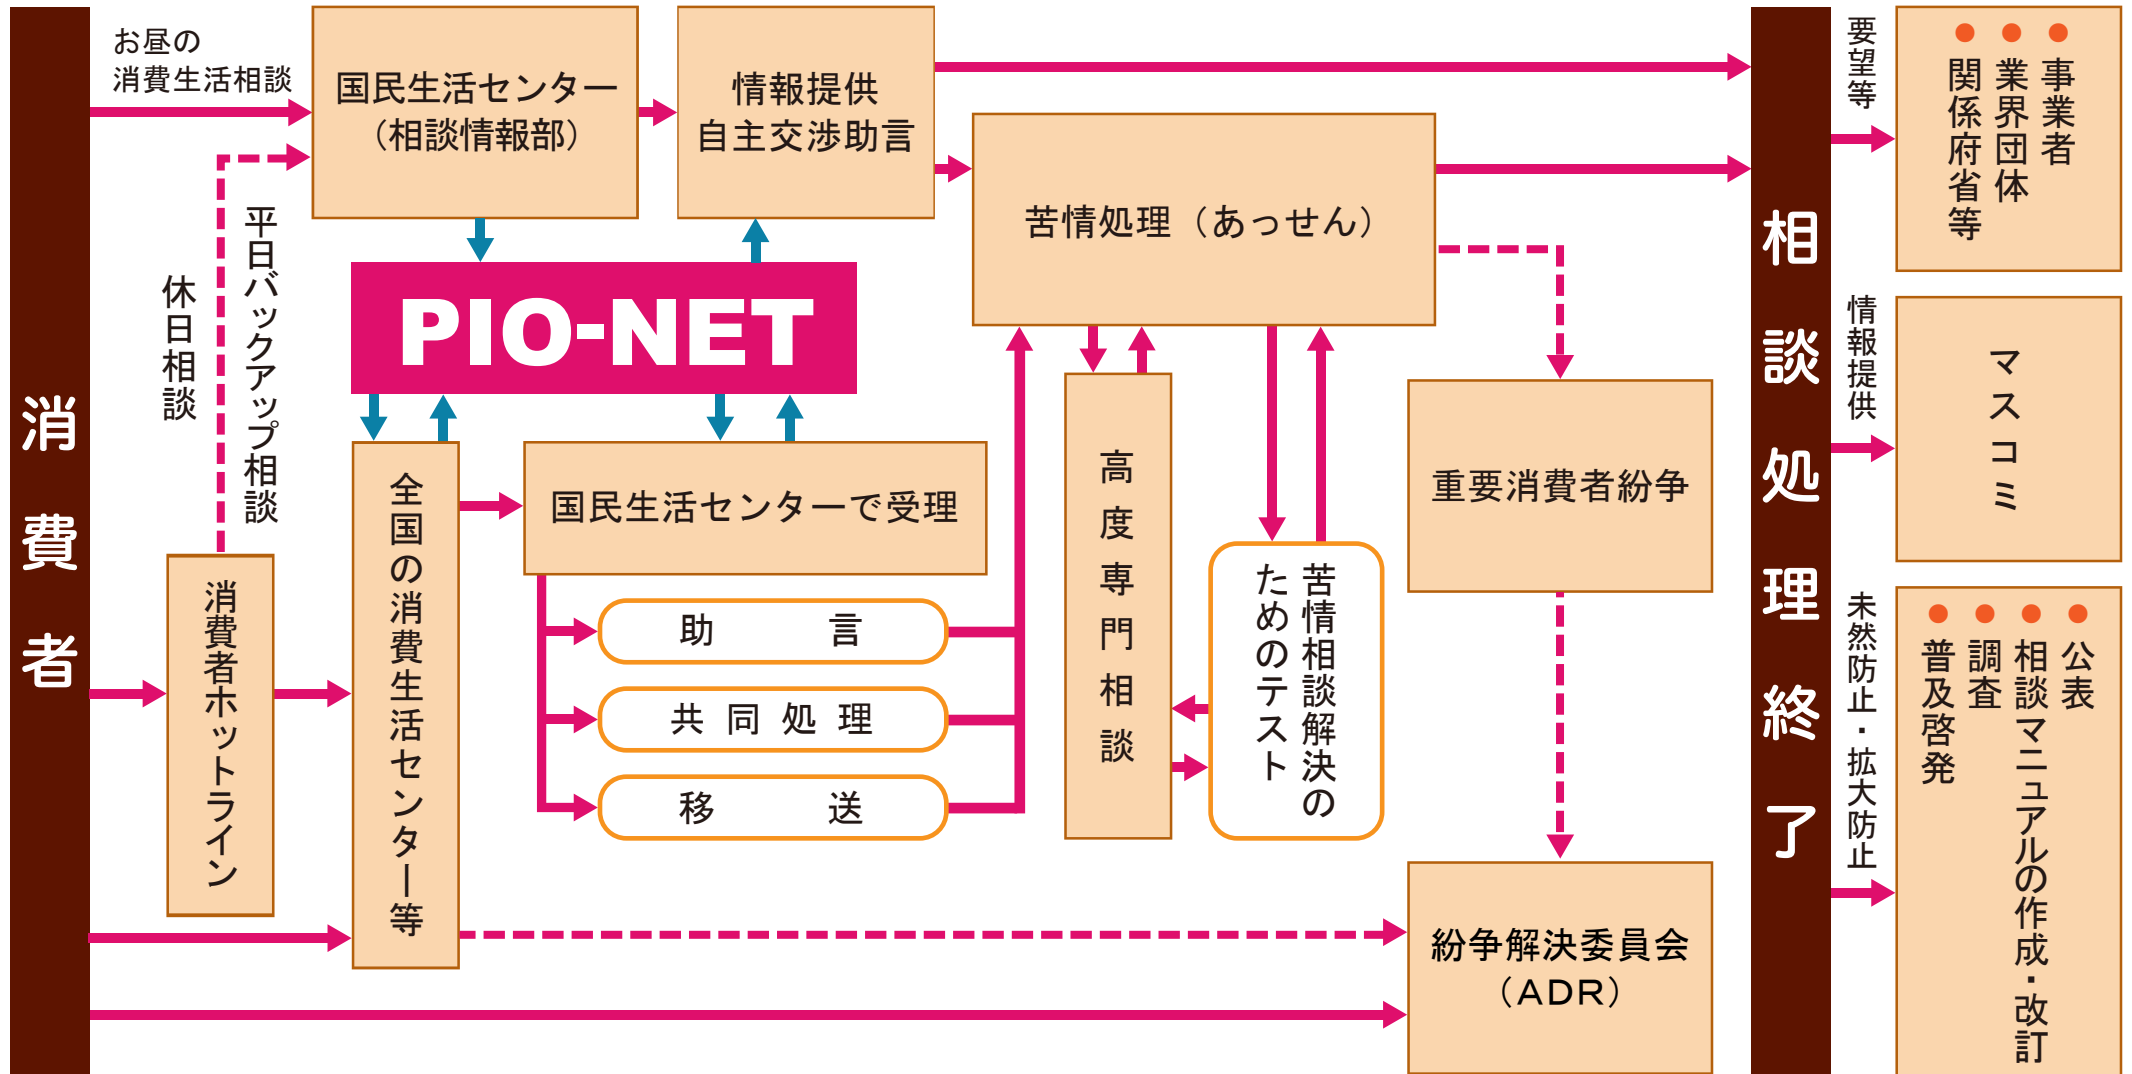 消費者
お昼の
消費生活相談
休日相談
平日バックアップ相談
消費者ホットライン
国民生活センター
（相談情報部）
情報提供
自主交渉助言
PIO-NET
全国の消費生活センター等
国民生活センターで受理
助言
共同処理
移送
苦情処理（あっせん）
高度専門相談
苦情相談解決の
ためのテスト
重要消費者紛争
紛争解決委員会
（ADR）
相談処理終了
要望等
●事業者
●業界団体
●関係府省等
情報提供
マスコミ
未然防止・拡大防止
●公表
●相談マニュアルの作成・改訂
●調査
●普及啓発